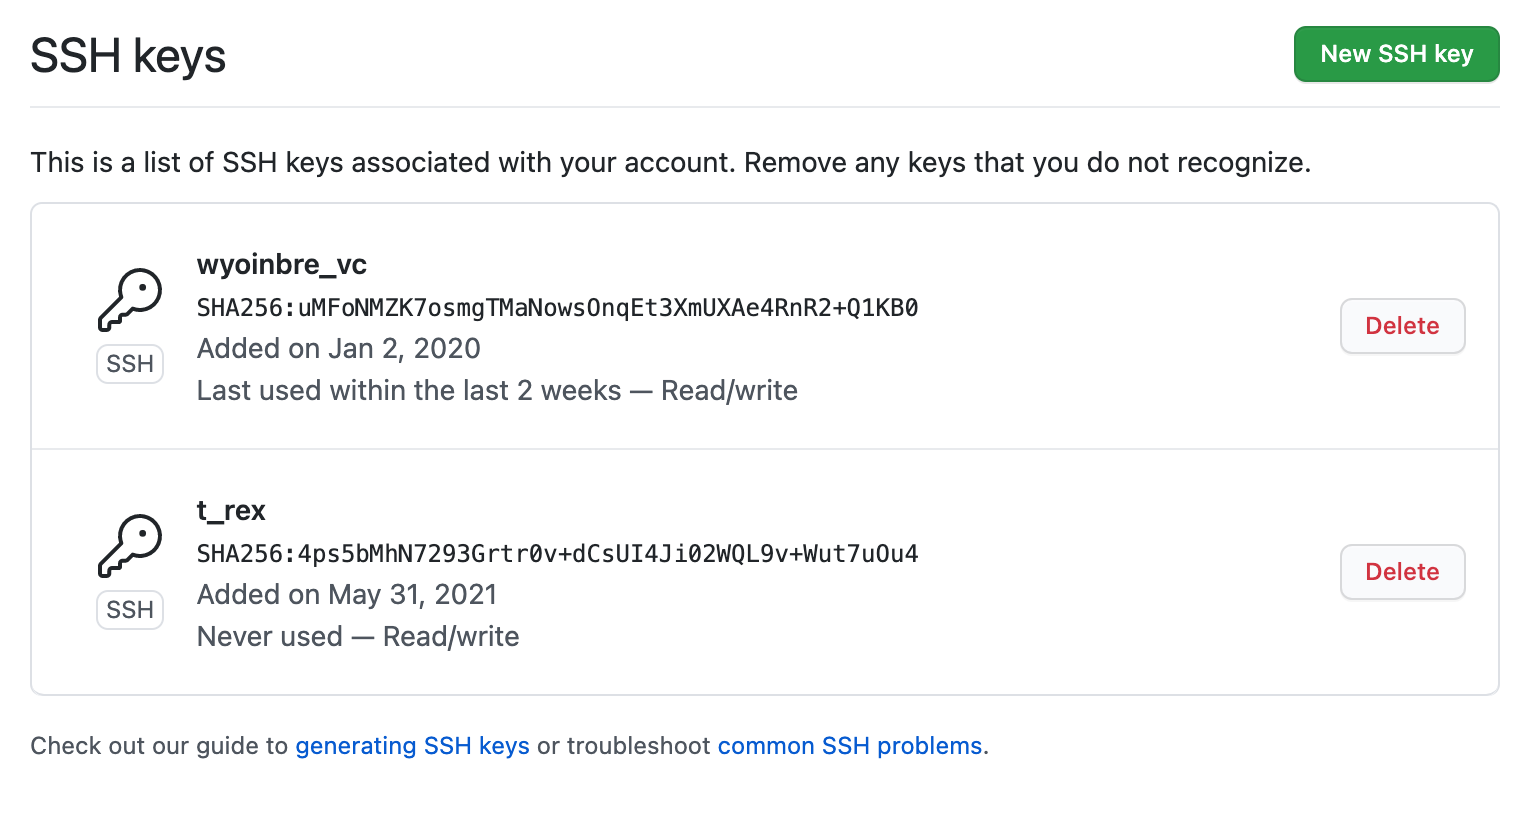 SSH keys
New SSH key
This is a list of SSH keys associated with your account. Remove any keys that you do not recognize.
wyoinbre_vc
SHA256:uMFoNMZK7osmgTMaNowsOnqEt3XmUXAe4RnR2+Q1KB0
Added on Jan 2, 2020
Last used within the last 2 weeks — Read/write
SSH
Delete
t_rex
SHA256:4ps5bMhN7293Grtr0v+dCsUI4Ji02WQL9v+Wut7uOu4
Added on May 31, 2021
Never used — Read/write
SSH
Delete
Check out our guide to generating SSH keys or troubleshoot common SSH problems.